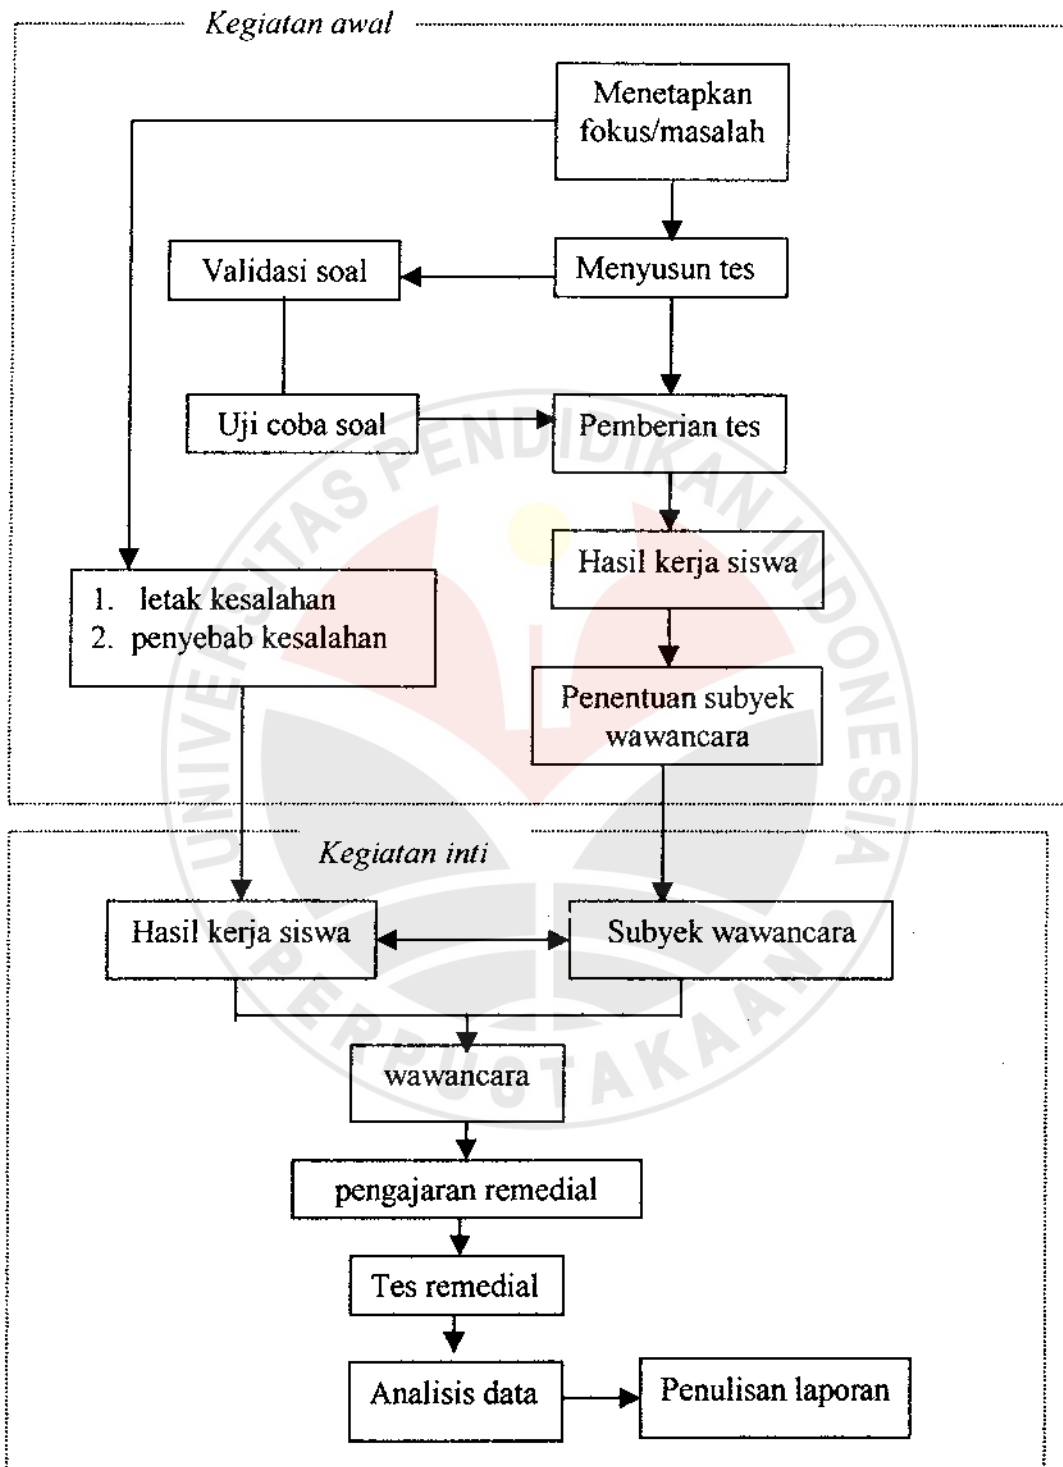 Kegiatan awal
Menetapkan
fokus/masalah
Validasi soal
Menyusun tes
Uji coba soal
Pemberian tes
Hasil kerja siswa
1. letak kesalahan
2. penyebab kesalahan
Penentuan subyek
wawancara
Kegiatan inti
Hasil kerja siswa
Subyek wawancara
wawancara
pengajaran remedial
Tes remedial
Analisis data
Penulisan laporan
UNIVERSITAS PENDIDIKAN INDONESIA
PERPUSTAKAAN